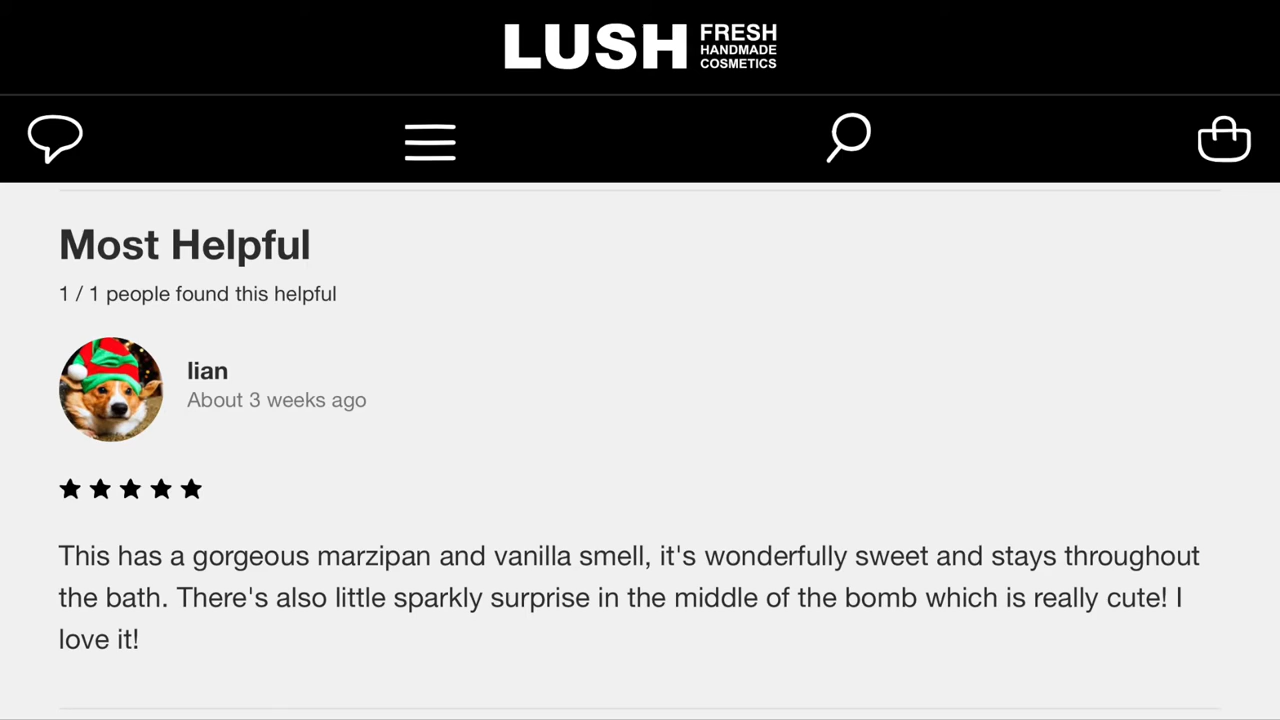 LUSH FRESH
HANDMADE
COSMETICS
Most Helpful
1 / 1 people found this helpful
lian
About 3 weeks ago
This has a gorgeous marzipan and vanilla smell, it's wonderfully sweet and stays throughout
the bath. There's also little sparkly surprise in the middle of the bomb which is really cute! I
love it!